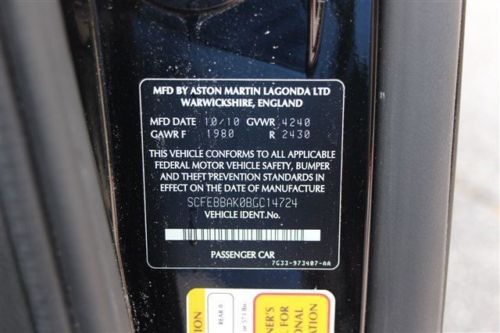 MFD BY ASTON MARTIN LAGONDA LTD
WARWICKSHIRE, ENGLAND
MFD DATE 10/10 GVWR 4240
GAWR F 1980 R 2430
THIS VEHICLE CONFORMS TO ALL APPLICABLE
FEDERAL MOTOR VEHICLE SAFETY, BUMPER
AND THEFT PREVENTION STANDARDS IN
EFFECT ON THE DATE OF MANUFACTURE
SCFEBBAK0BGC14724
VEHICLE IDENT.No.
PASSENGER CAR
7G33-973407-AA